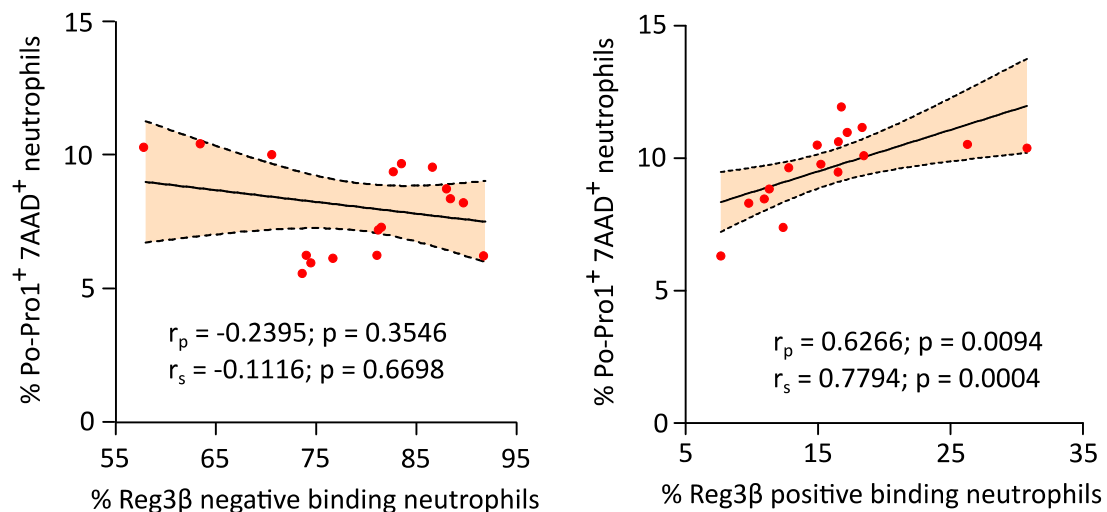 % Po-Pro1⁺ 7AAD⁺ neutrophils
15
10
5
0
rₚ = -0.2395; p = 0.3546
rₛ = -0.1116; p = 0.6698
55 65 75 85 95
% Reg3β negative binding neutrophils
% Po-Pro1⁺ 7AAD⁺ neutrophils
15
10
5
0
rₚ = 0.6266; p = 0.0094
rₛ = 0.7794; p = 0.0004
5 15 25 35
% Reg3β positive binding neutrophils